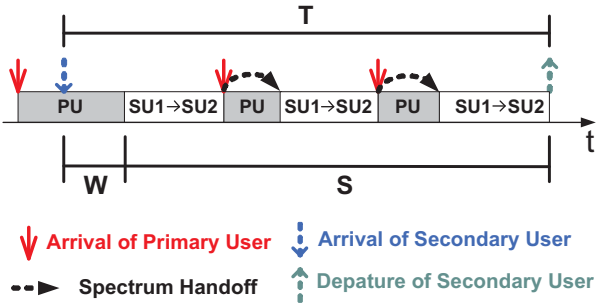 T
PU SU1→SU2 PU SU1→SU2 PU SU1→SU2
t
W S
Arrival of Primary User Arrival of Secondary User
Spectrum Handoff Depature of Secondary User